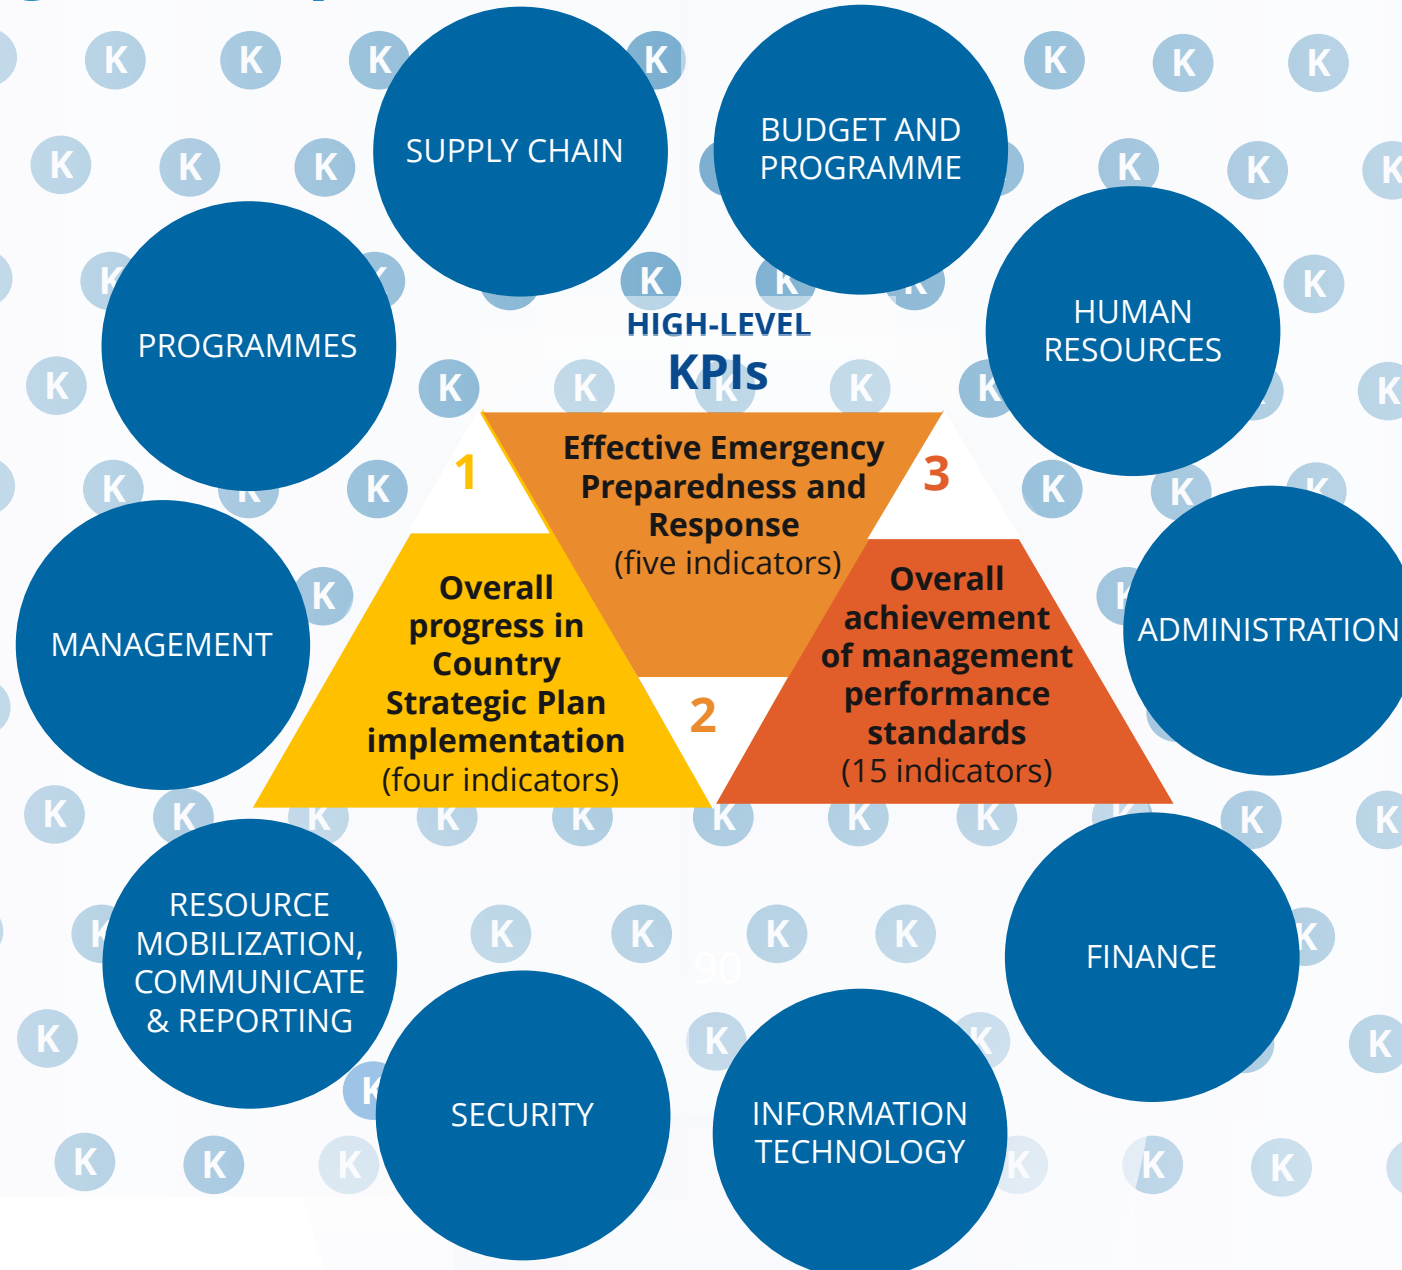 SUPPLY CHAIN
BUDGET AND
PROGRAMME
PROGRAMMES
HUMAN
RESOURCES
HIGH-LEVEL
KPIs
1
Effective Emergency
Preparedness and
Response
(five indicators)
3
MANAGEMENT
Overall
progress in
Country
Strategic Plan
implementation
(four indicators)
2
Overall
achievement
of management
performance
standards
(15 indicators)
ADMINISTRATION
RESOURCE
MOBILIZATION,
COMMUNICATE
& REPORTING
90
FINANCE
SECURITY
INFORMATION
TECHNOLOGY
K K K K K K K
K K K K K K
K K K K K
K K K K K K
K K K K K
K K
K K K K K K K K K K
K K K K K K
K K K K
K
K K K K K K